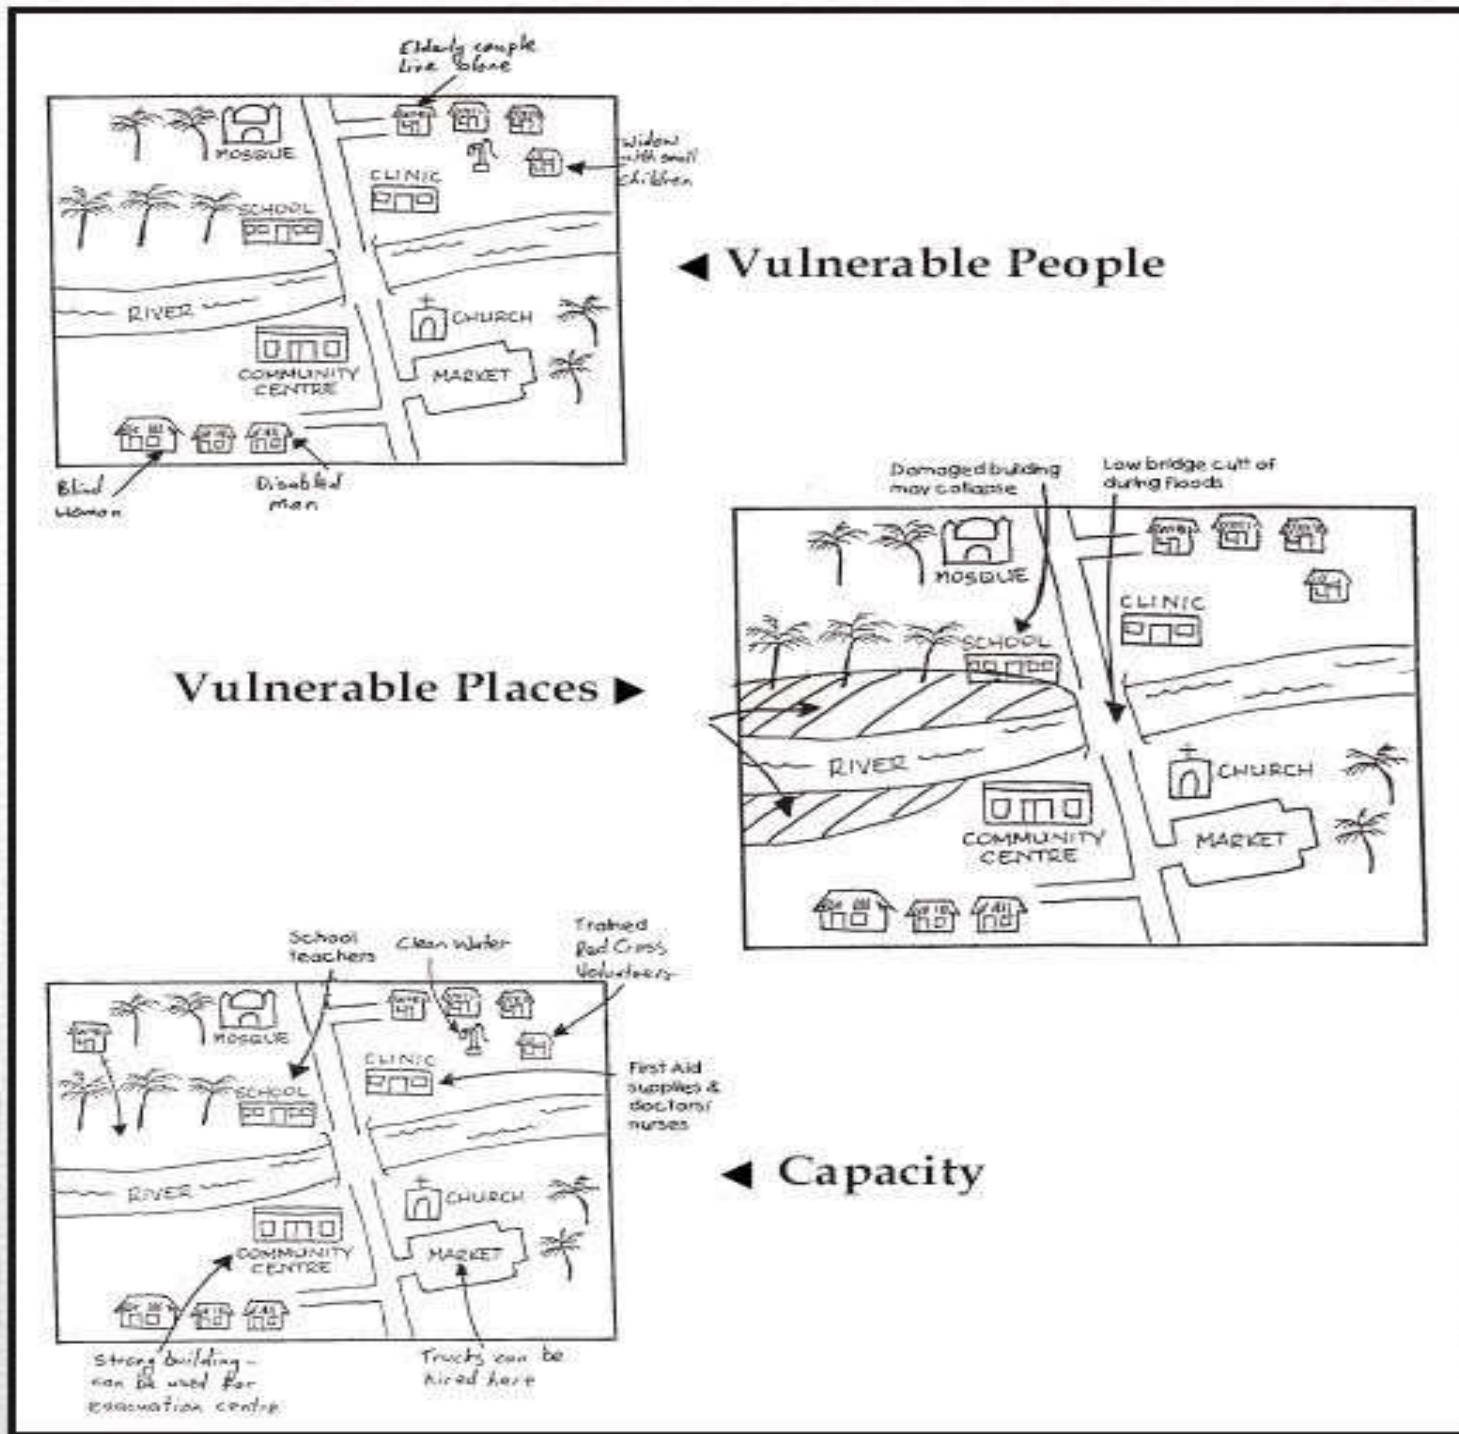 Elderly couple
live alone
MOSQUE
Widow
with small
children
CLINIC
SCHOOL
RIVER
CHURCH
COMMUNITY
CENTRE
MARKET
Blind
Woman
Disabled
man
◄ Vulnerable People
Damaged building
may collapse
Low bridge cutt of
during floods
MOSQUE
CLINIC
SCHOOL
RIVER
CHURCH
COMMUNITY
CENTRE
MARKET
Vulnerable Places ►
School
teachers
Clean Water
Trained
Red Cross
Volunteers
MOSQUE
CLINIC
First Aid
supplies &
doctors/
nurses
SCHOOL
RIVER
CHURCH
COMMUNITY
CENTRE
MARKET
Strong building -
can be used for
evacuation centre
Trucks can be
hired here
◄ Capacity